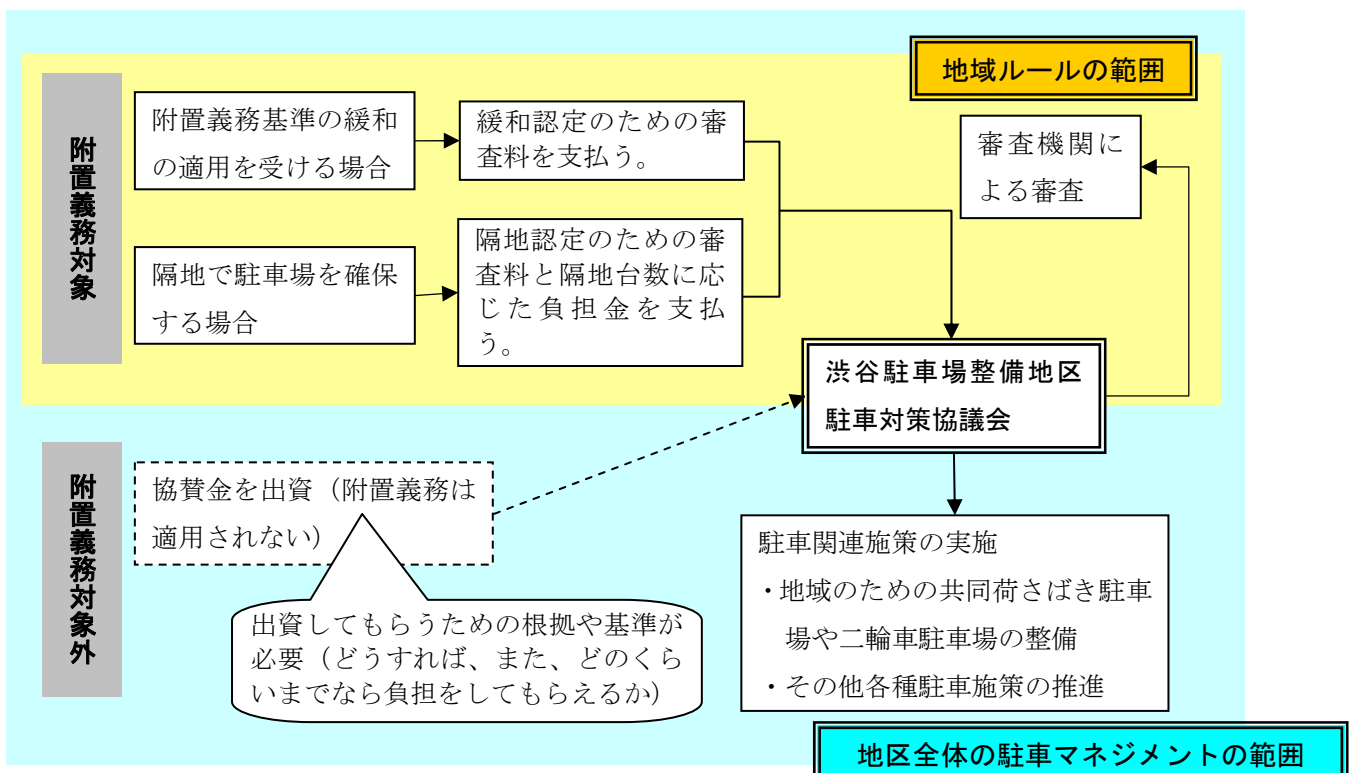 地域ルールの範囲
附置義務対象
附置義務基準の緩和
の適用を受ける場合
緩和認定のための審
査料を支払う。
審査機関に
よる審査
隔地で駐車場を確保
する場合
隔地認定のための審
査料と隔地台数に応
じた負担金を支払
う。
渋谷駐車場整備地区
駐車対策協議会
附置義務対象外
協賛金を出資（附置義務は
適用されない）
出資してもらうための根拠や基準が
必要（どうすれば、また、どのくら
いまでなら負担をしてもらえるか）
駐車関連施策の実施
・地域のための共同荷さばき駐車
場や二輪車駐車場の整備
・その他各種駐車施策の推進
地区全体の駐車マネジメントの範囲